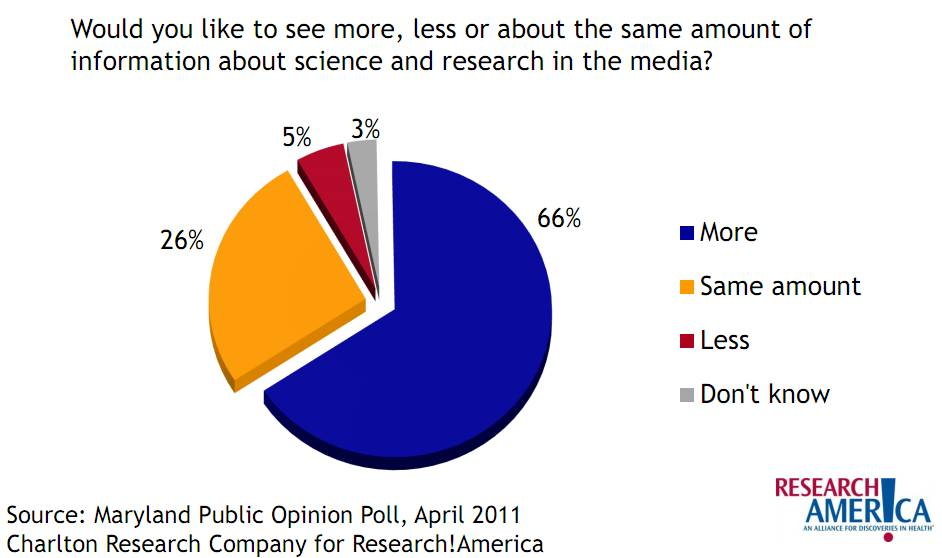 Would you like to see more, less or about the same amount of
information about science and research in the media?
5%
3%
66%
26%
More
Same amount
Less
Don't know
RESEARCH
AMERICA
AN ALLIANCE FOR DISCOVERIES IN HEALTH
Source: Maryland Public Opinion Poll, April 2011
Charlton Research Company for Research!America